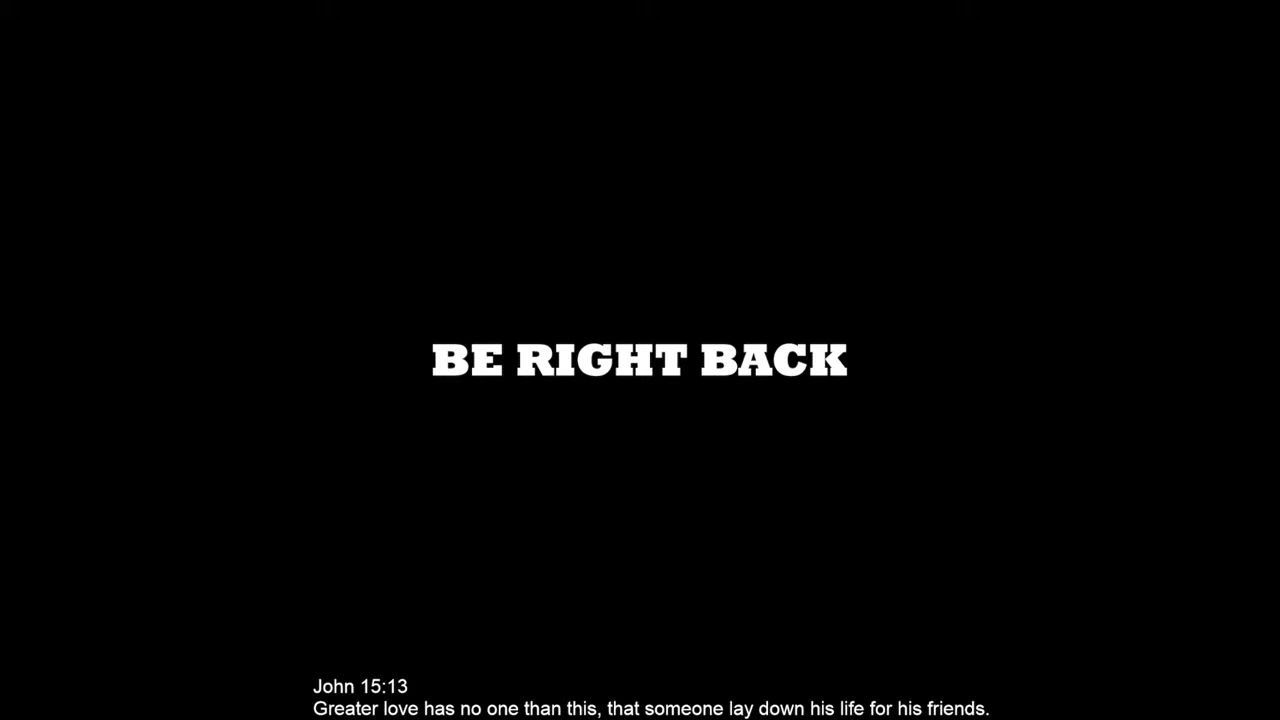 BE RIGHT BACK
John 15:13
Greater love has no one than this, that someone lay down his life for his friends.